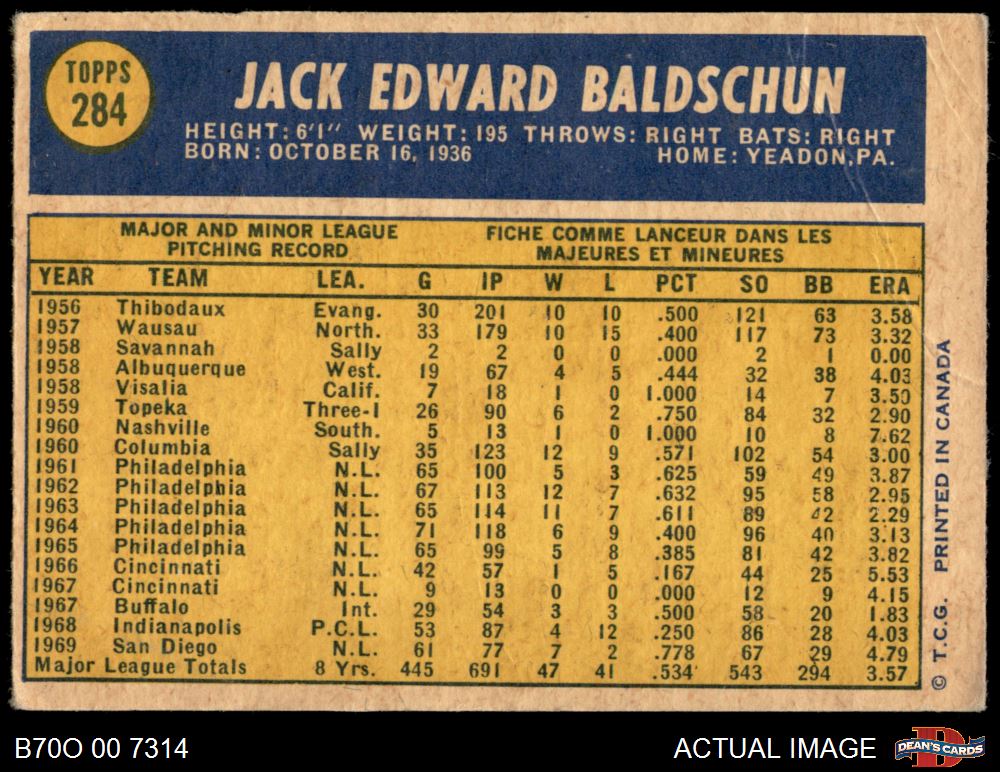 TOPPS
284
JACK EDWARD BALDSCHUN
HEIGHT: 6'1" WEIGHT: 195 THROWS: RIGHT BATS: RIGHT
BORN: OCTOBER 16, 1936 HOME: YEADON, PA.
MAJOR AND MINOR LEAGUE PITCHING RECORD FICHE COMME LANCEUR DANS LES MAJEURES ET MINEURES
YEAR TEAM LEA. G IP W L PCT SO BB ERA
1956 Thibodaux Evang. 30 201 10 10 .500 121 63 3.58
1957 Wausau North. 33 179 10 15 .400 117 73 3.32
1958 Savannah Sally 2 2 0 0 .000 2 1 0.00
1958 Albuquerque West. 19 67 4 5 .444 32 38 4.03
1958 Visalia Calif. 7 18 1 0 1.000 14 7 3.50
1959 Topeka Three-I 26 90 6 2 .750 84 32 2.90
1960 Nashville South. 5 13 1 0 1.000 10 8 7.62
1960 Columbia Sally 35 123 12 9 .571 102 54 3.00
1961 Philadelphia N.L. 65 100 5 3 .625 59 49 3.87
1962 Philadelphia N.L. 67 113 12 7 .632 95 58 2.95
1963 Philadelphia N.L. 65 114 11 7 .611 89 42 2.29
1964 Philadelphia N.L. 71 118 6 9 .400 96 40 3.13
1965 Philadelphia N.L. 65 99 5 8 .385 81 42 3.82
1966 Cincinnati N.L. 42 57 1 5 .167 44 25 5.53
1967 Cincinnati N.L. 9 13 0 0 .000 12 9 4.15
1967 Buffalo Int. 29 54 3 3 .500 58 20 1.83
1968 Indianapolis P.C.L. 53 87 4 12 .250 86 28 4.03
1969 San Diego N.L. 61 77 7 2 .778 67 29 4.79
Major League Totals 8 Yrs. 445 691 47 41 .534 543 294 3.57
© T.C.G. PRINTED IN CANADA
B70O 00 7314 ACTUAL IMAGE DEAN'S CARDS